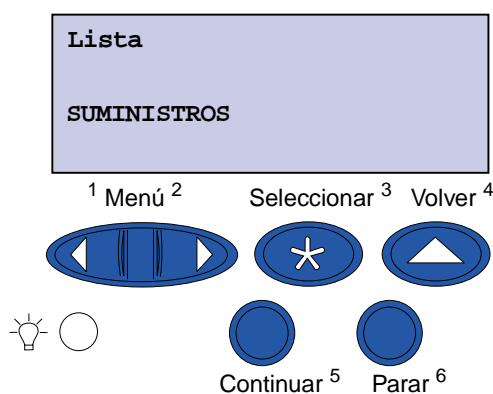 Lista
SUMINISTROS
1 Menú 2
Seleccionar 3
Volver 4
Continuar 5
Parar 6